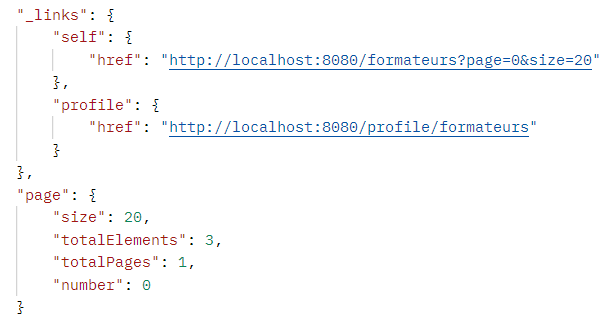 "_links": {
"self": {
"href": "http://localhost:8080/formateurs?page=0&size=20"
},
"profile": {
"href": "http://localhost:8080/profile/formateurs"
}
},
"page": {
"size": 20,
"totalElements": 3,
"totalPages": 1,
"number": 0
}